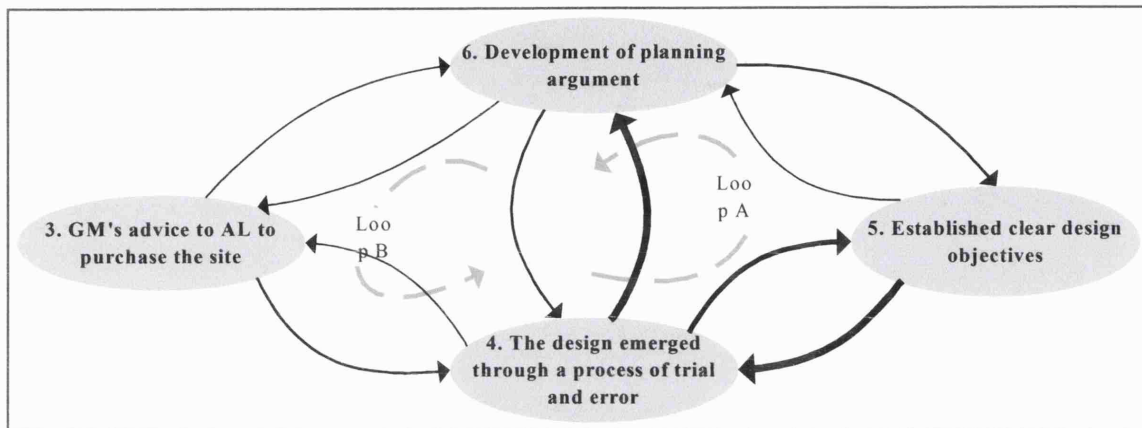 6. Development of planning
argument
Loo
p A
Loo
p B
3. GM's advice to AL to
purchase the site
5. Established clear design
objectives
4. The design emerged
through a process of trial
and error